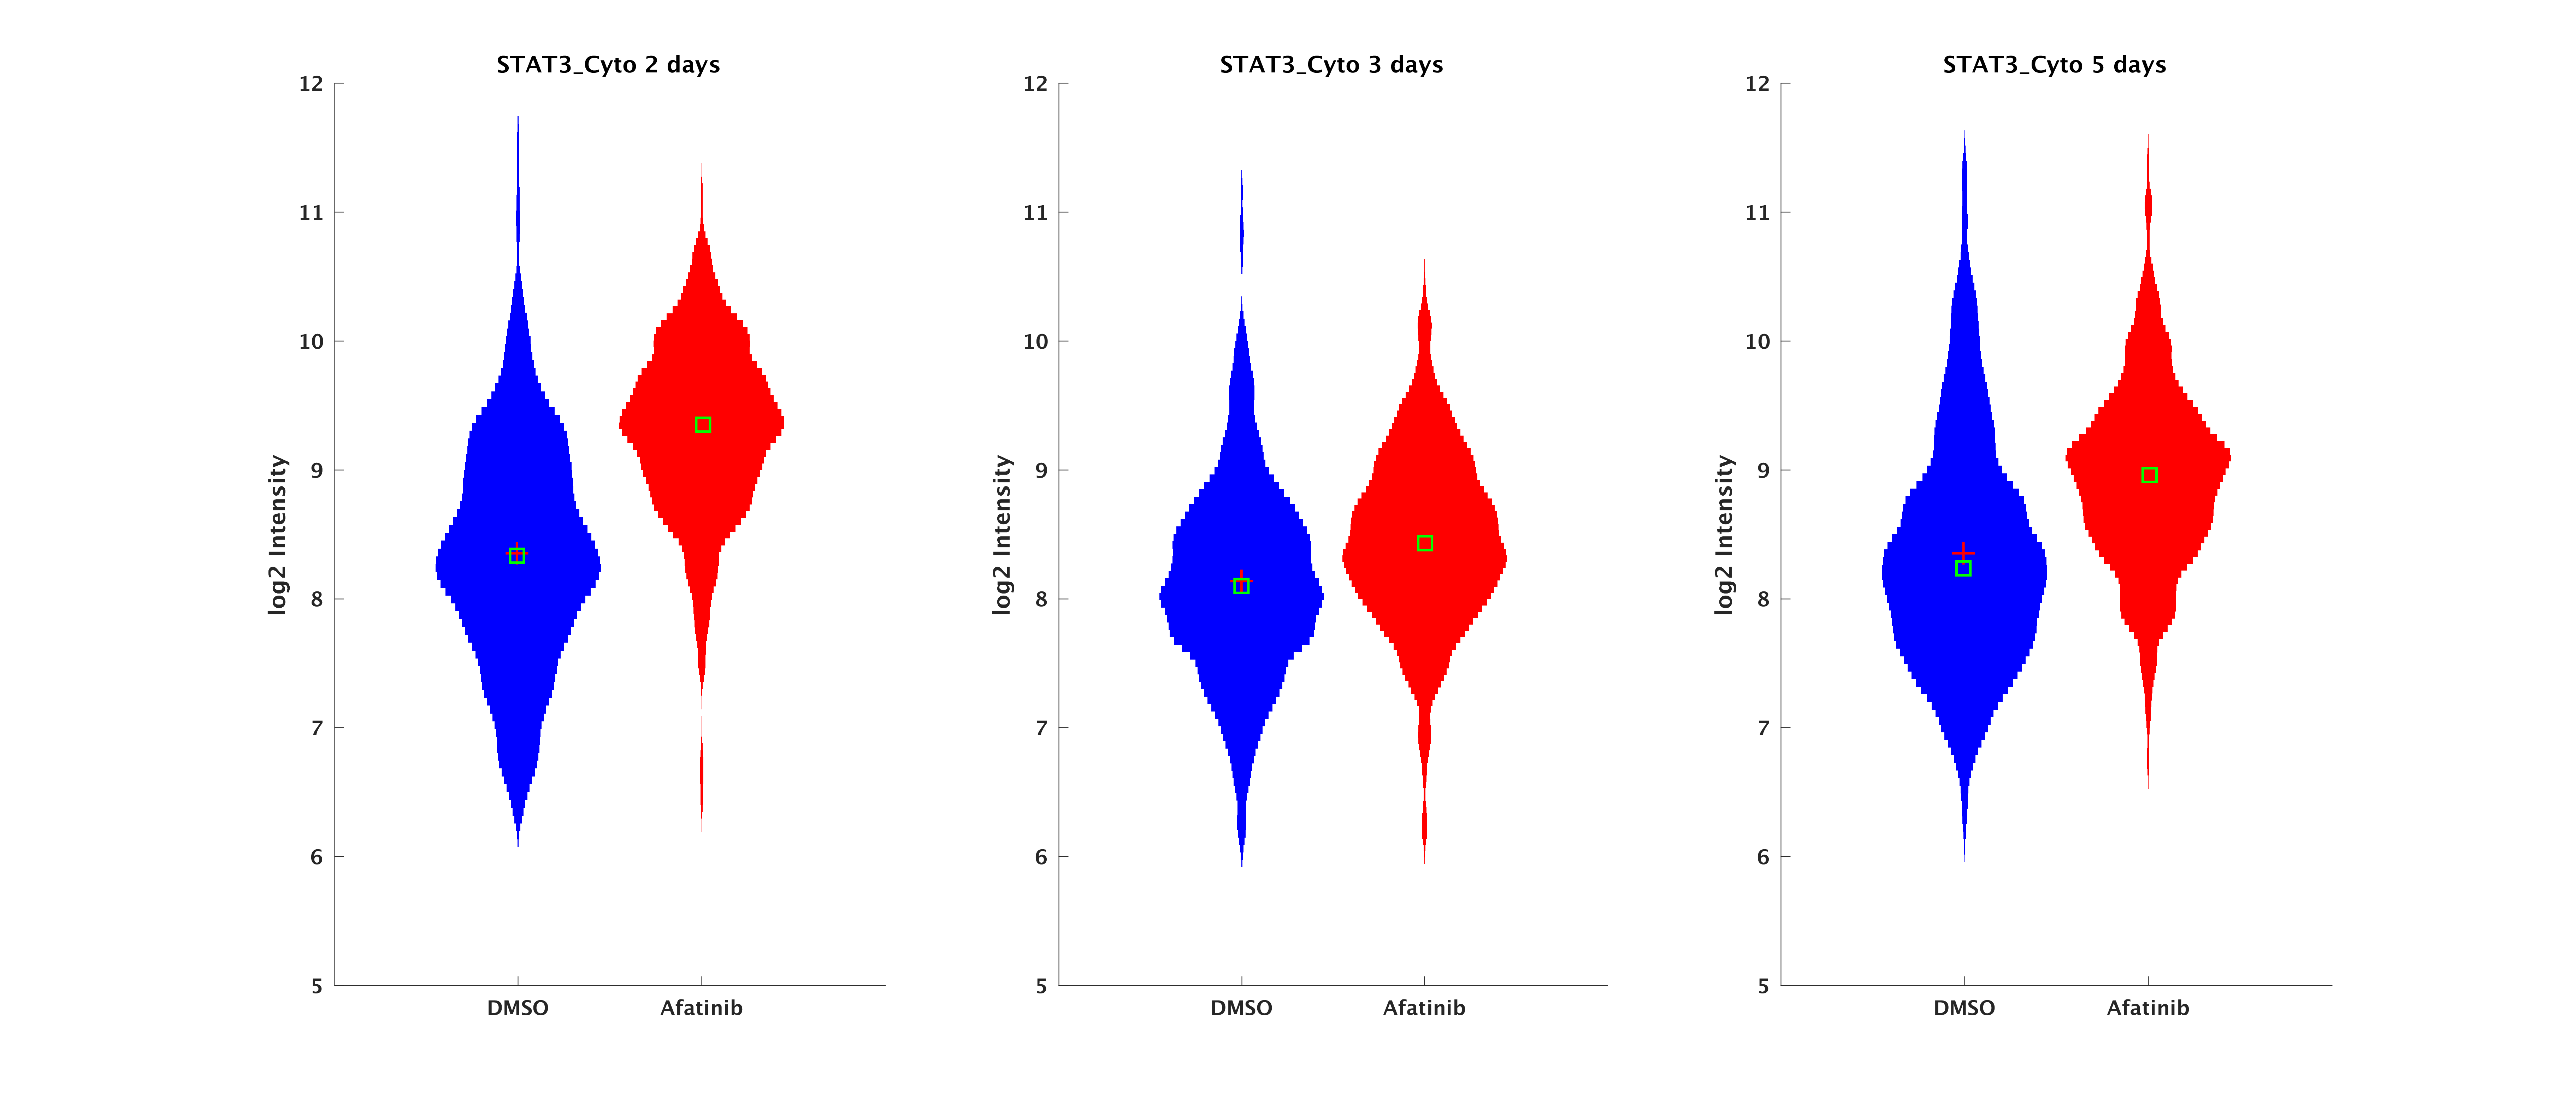 STAT3_Cyto 2 days
12
11
10
9
8
7
6
5
log2 Intensity
DMSO
Afatinib
STAT3_Cyto 3 days
12
11
10
9
8
7
6
5
log2 Intensity
DMSO
Afatinib
STAT3_Cyto 5 days
12
11
10
9
8
7
6
5
log2 Intensity
DMSO
Afatinib